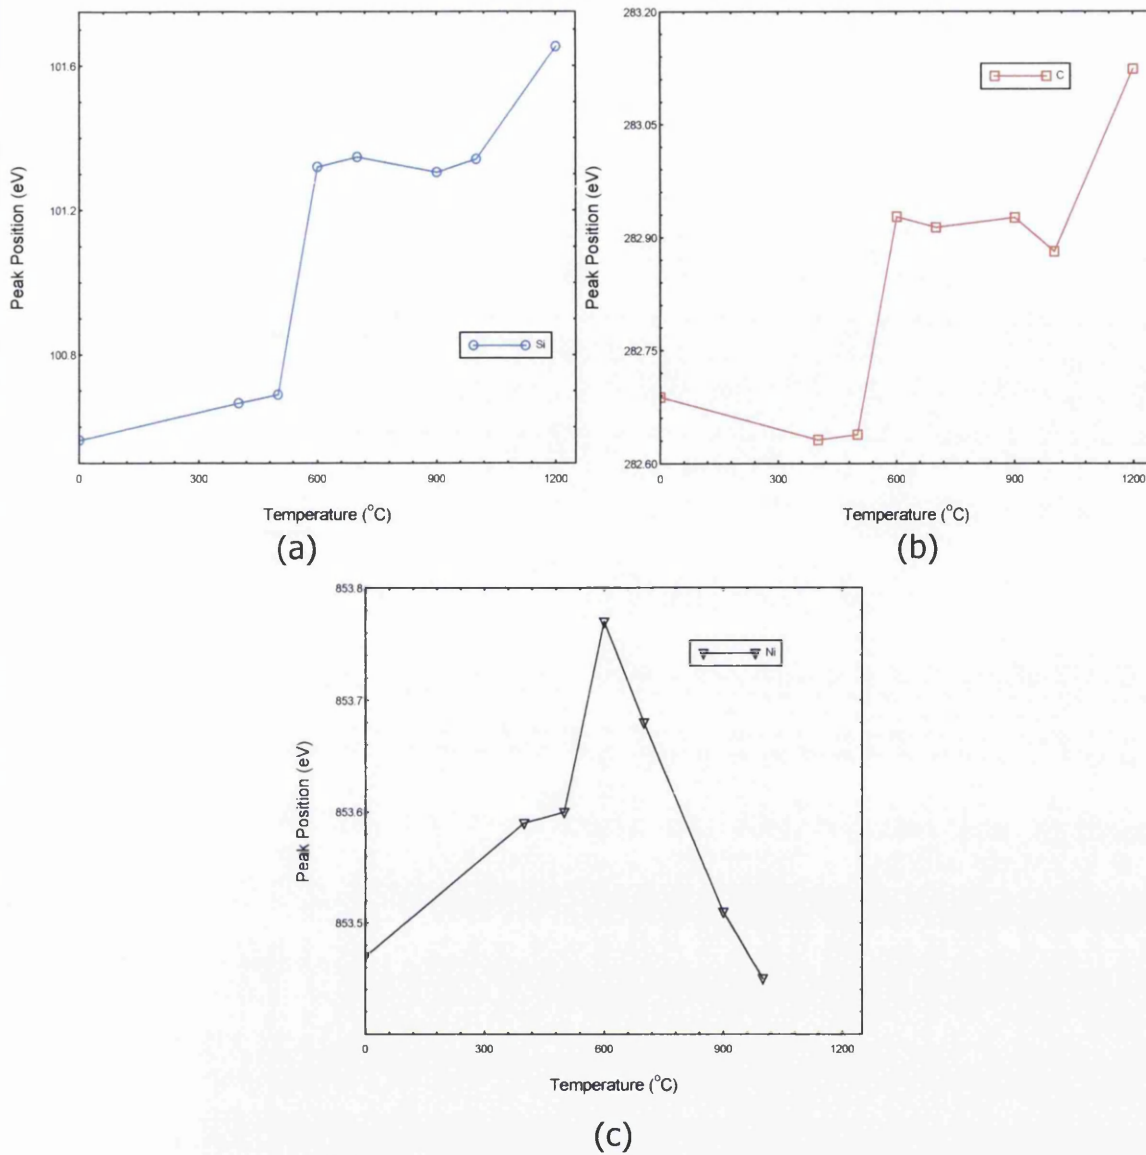 101.6
101.2
100.8
Peak Position (eV)
Si
0 300 600 900 1200
Temperature (°C)
(a)
283.20
283.05
282.90
282.75
282.60
Peak Position (eV)
C
0 300 600 900 1200
Temperature (°C)
(b)
853.8
853.7
853.6
853.5
Peak Position (eV)
Ni
0 300 600 900 1200
Temperature (°C)
(c)